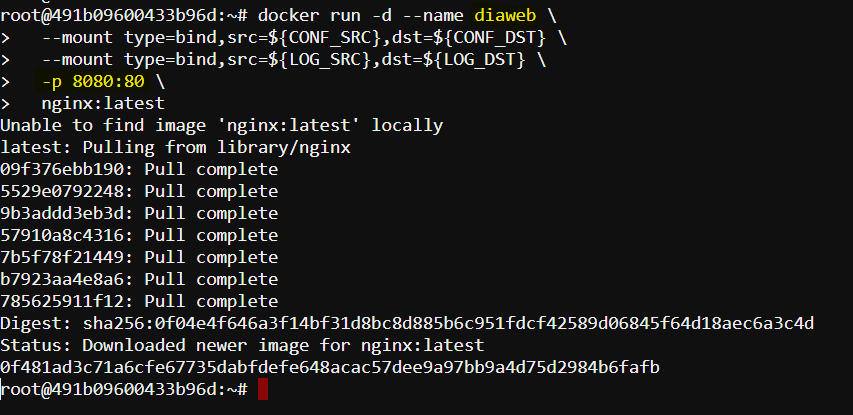 root@491b09600433b96d:~# docker run -d --name diaweb \
>   --mount type=bind,src=${CONF_SRC},dst=${CONF_DST} \
>   --mount type=bind,src=${LOG_SRC},dst=${LOG_DST} \
>   -p 8080:80 \
>   nginx:latest
Unable to find image 'nginx:latest' locally
latest: Pulling from library/nginx
09f376ebb190: Pull complete
5529e0792248: Pull complete
9b3addd3eb3d: Pull complete
57910a8c4316: Pull complete
7b5f78f21449: Pull complete
b7923aa4e8a6: Pull complete
785625911f12: Pull complete
Digest: sha256:0f04e4f646a3f14bf31d8bc8d885b6c951fdcf42589d06845f64d18aec6a3c4d
Status: Downloaded newer image for nginx:latest
0f481ad3c71a6cfe67735dabfdefe648acac57dee9a97bb9a4d75d2984b6fafb
root@491b09600433b96d:~#